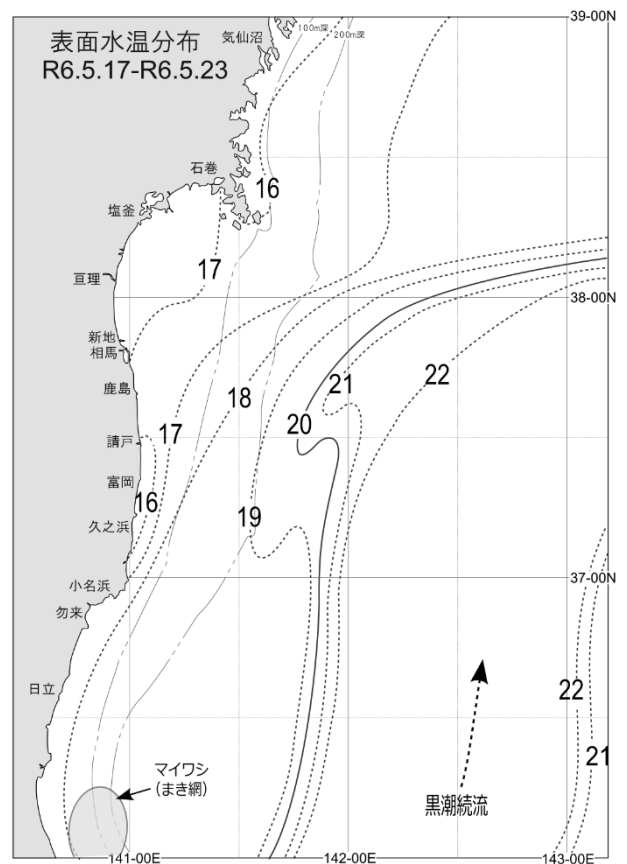 表面水温分布
R6.5.17-R6.5.23
気仙沼
100m深
200m深
39-00N
石巻
塩釜
16
亘理
17
38-00N
新地
相馬
鹿島
18
21
22
請戸
17
20
富岡
16
久之浜
19
小名浜
37-00N
勿来
日立
22
21
マイワシ
(まき網)
黒潮続流
141-00E
142-00E
143-00E